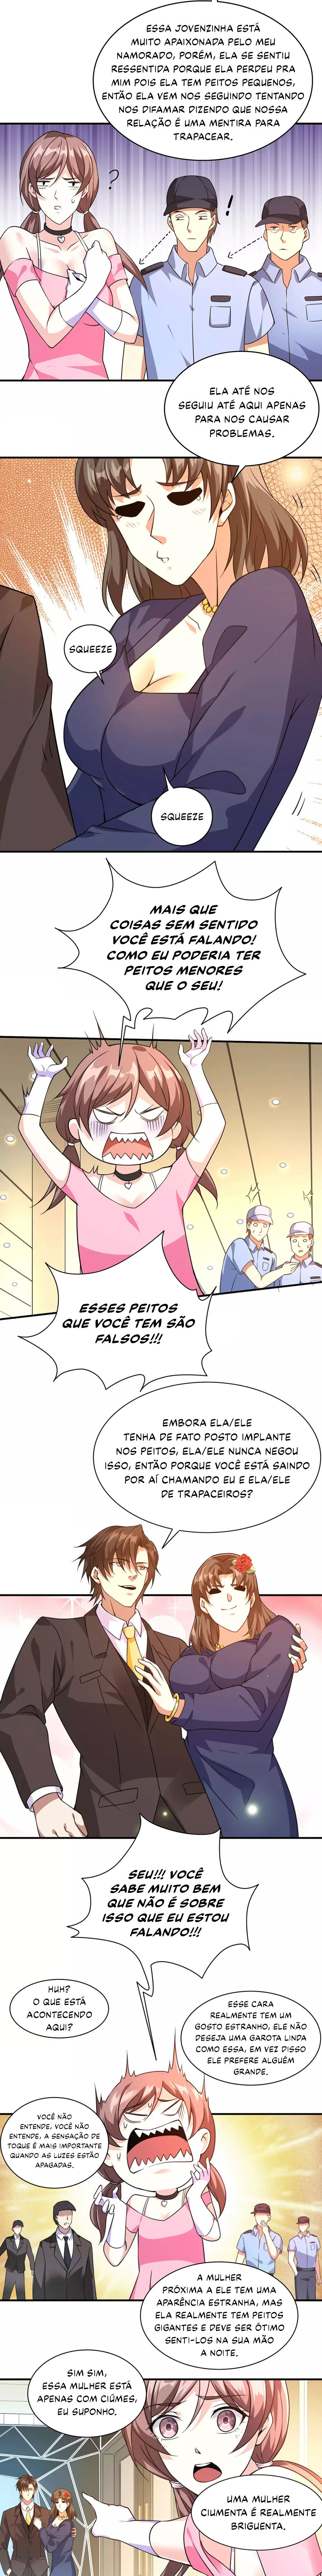 ESSA JOVENZINHA ESTÁ
MUITO APAIXONADA PELO MEU
NAMORADO, PORÉM, ELA SE SENTIU
RESSENTIDA PORQUE ELA PERDEU PRA
MIM POIS ELA TEM PEITOS PEQUENOS,
ENTÃO ELA VEM NOS SEGUINDO TENTANDO
NOS DIFAMAR DIZENDO QUE NOSSA
RELAÇÃO É UMA MENTIRA PARA
TRAPACEAR.
?
!
ELA ATÉ NOS
SEGUIU ATÉ AQUI APENAS
PARA NOS CAUSAR
PROBLEMAS.
SQUEEZE
SQUEEZE
MAIS QUE
COISAS SEM SENTIDO
VOCÊ ESTÁ FALANDO!
COMO EU PODERIA TER
PEITOS MENORES
QUE O SEU!
ESSES PEITOS
QUE VOCÊ TEM SÃO
FALSOS!!!
EMBORA ELA/ELE
TENHA DE FATO POSTO IMPLANTE
NOS PEITOS, ELA/ELE NUNCA NEGOU
ISSO, ENTÃO PORQUE VOCÊ ESTÁ SAINDO
POR AÍ CHAMANDO EU E ELA/ELE
DE TRAPACEIROS?
SEU!!! VOCÊ
SABE MUITO BEM
QUE NÃO É SOBRE
ISSO QUE EU ESTOU
FALANDO!!!
HUH?
O QUE ESTÁ
ACONTECENDO
AQUI?
ESSE CARA
REALMENTE TEM UM
GOSTO ESTRANHO, ELE NÃO
DESEJA UMA GAROTA LINDA
COMO ESSA, EM VEZ DISSO
ELE PREFERE ALGUÉM
GRANDE.
VOCÊ NÃO
ENTENDE, VOCÊ NÃO
ENTENDE, A SENSAÇÃO DE
TOQUE É MAIS IMPORTANTE
QUANDO AS LUZES ESTÃO
APAGADAS.
A MULHER
PRÓXIMA A ELE TEM UMA
APARÊNCIA ESTRANHA, MAS
ELA REALMENTE TEM PEITOS
GIGANTES E DEVE SER ÓTIMO
SENTI-LOS NA SUA MÃO
A NOITE.
SIM SIM,
ESSA MULHER ESTÁ
APENAS COM CIÚMES,
EU SUPONHO.
UMA MULHER
CIUMENTA É REALMENTE
BRIGUENTA.